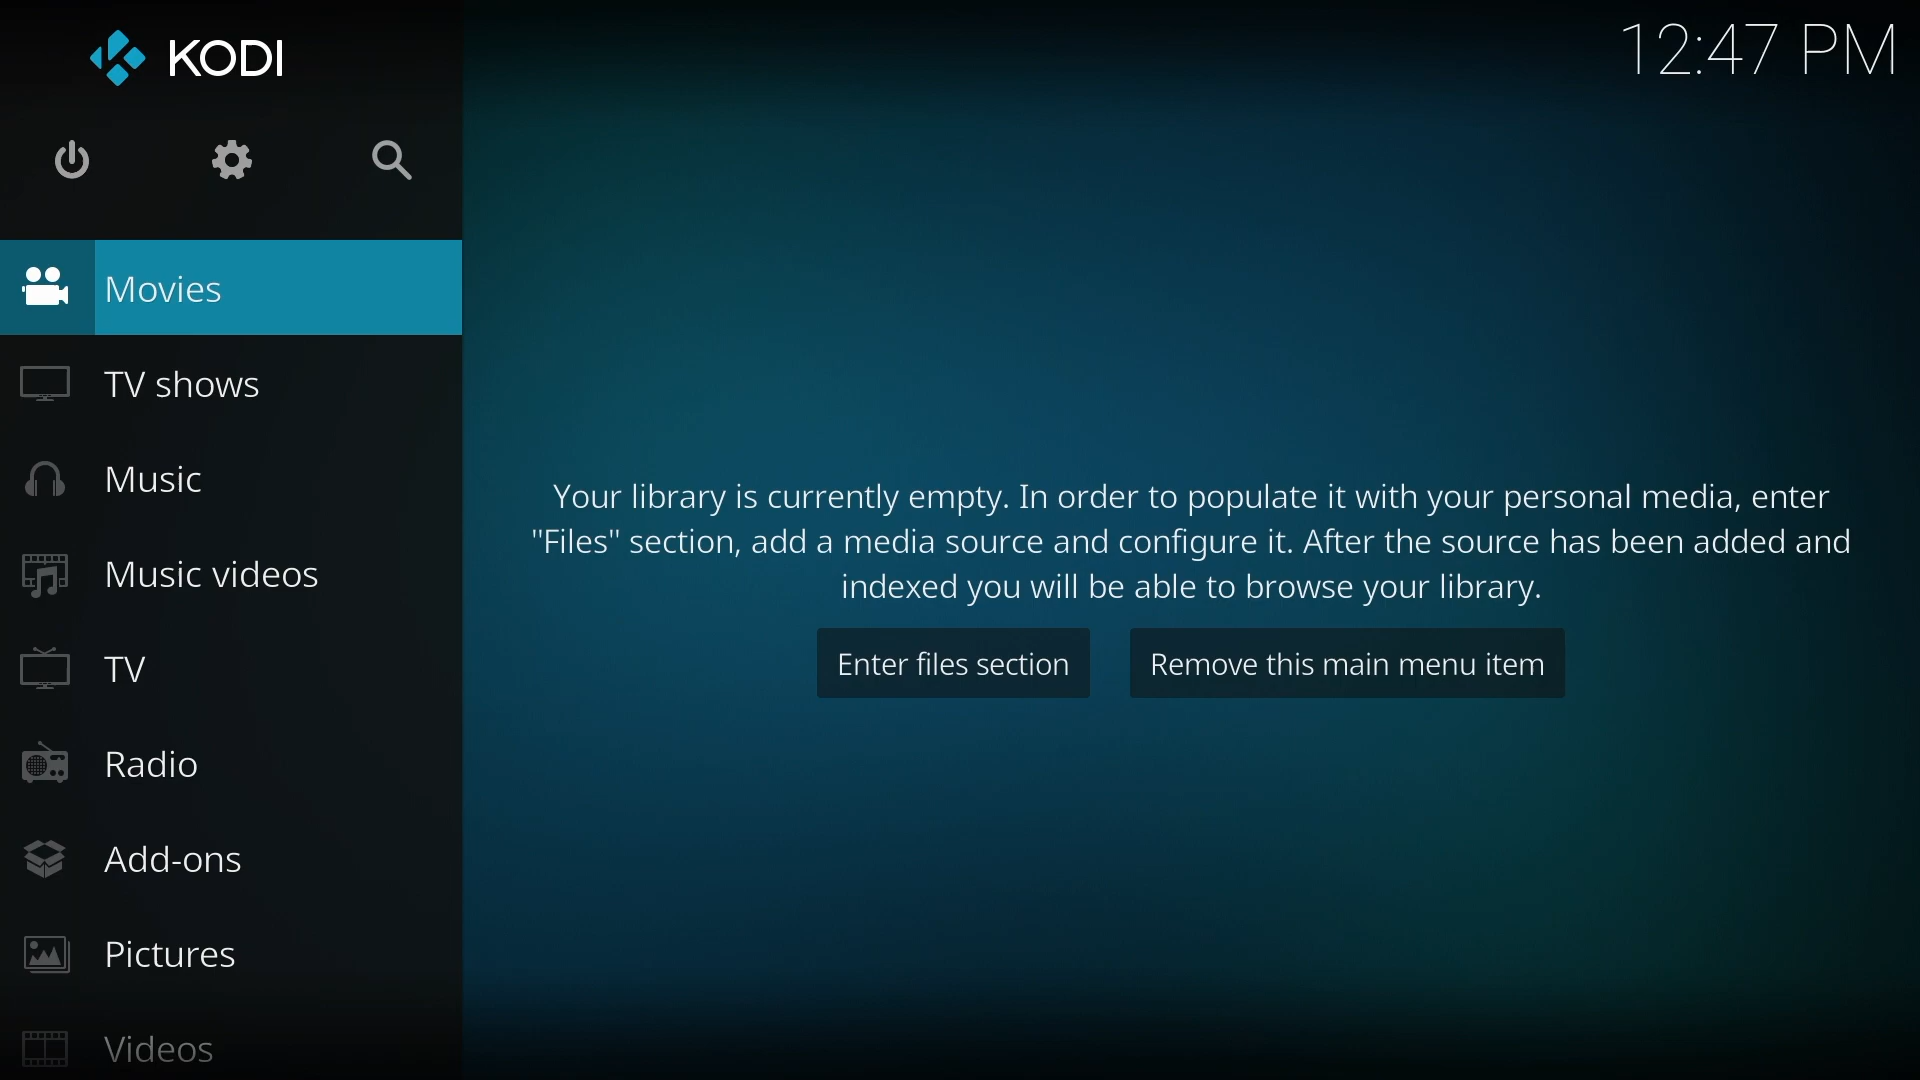 KODI
12:47 PM
Movies
TV shows
Music
Music videos
TV
Radio
Add-ons
Pictures
Videos
Your library is currently empty. In order to populate it with your personal media, enter
"Files" section, add a media source and configure it. After the source has been added and
indexed you will be able to browse your library.
Enter files section
Remove this main menu item